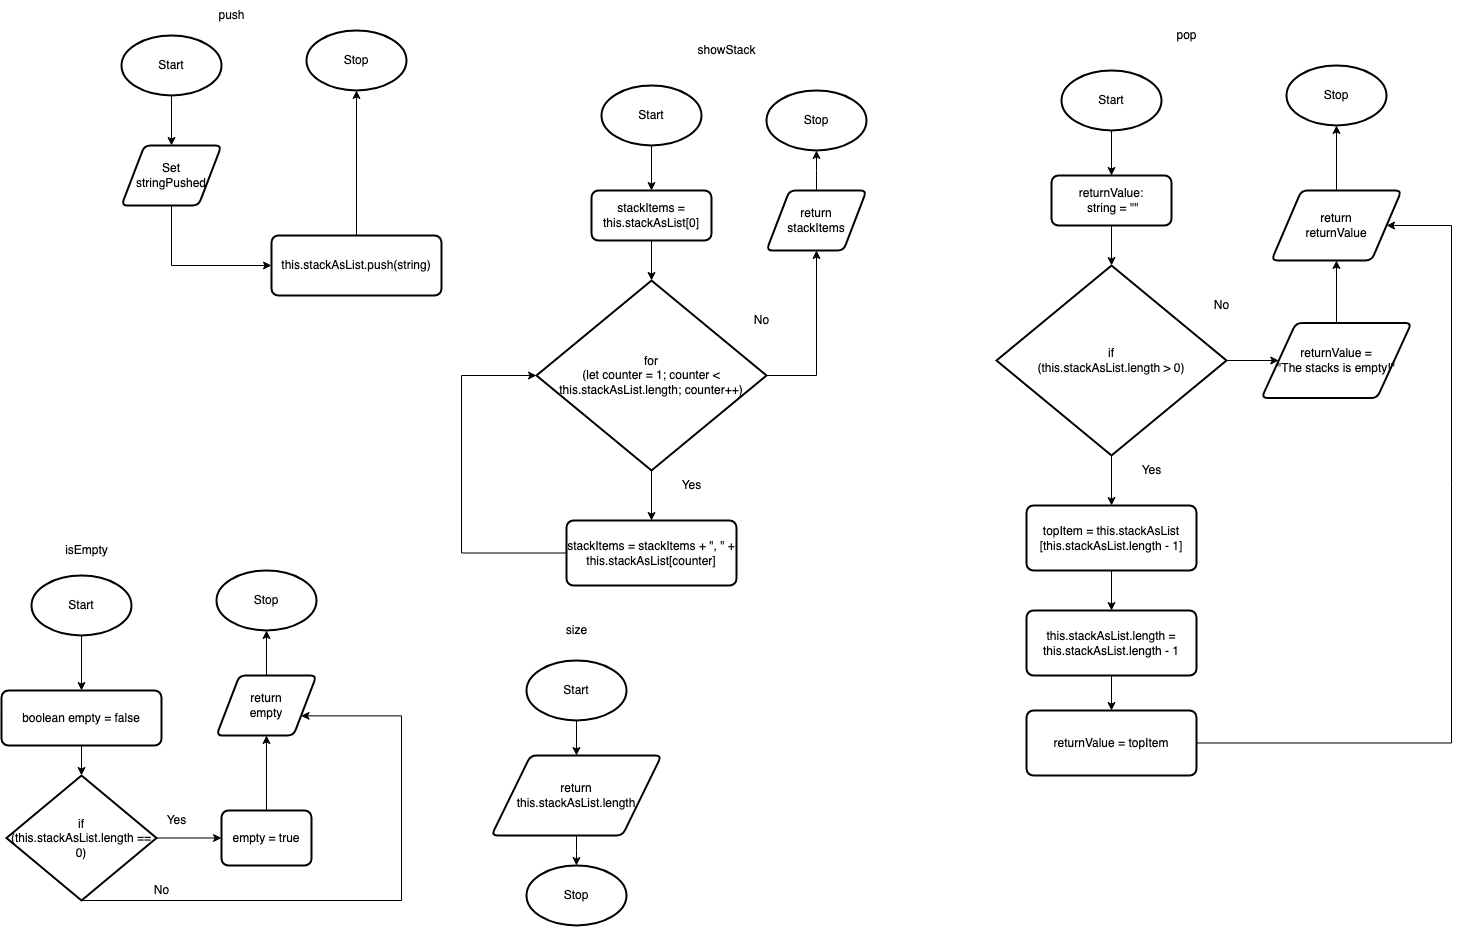 push
Start
Stop
Set
stringPushed
this.stackAsList.push(string)
showStack
Start
Stop
stackItems =
this.stackAsList[0]
return
stackItems
for
(let counter = 1; counter <
this.stackAsList.length; counter++)
No
Yes
stackItems = stackItems + ", " +
this.stackAsList[counter]
pop
Start
Stop
returnValue:
string = ""
return
returnValue
if
(this.stackAsList.length > 0)
No
returnValue =
"The stacks is empty!"
Yes
topItem = this.stackAsList
[this.stackAsList.length - 1]
this.stackAsList.length =
this.stackAsList.length - 1
returnValue = topItem
isEmpty
Start
Stop
boolean empty = false
return
empty
if
(this.stackAsList.length ==
0)
Yes
empty = true
No
size
Start
return
this.stackAsList.length
Stop